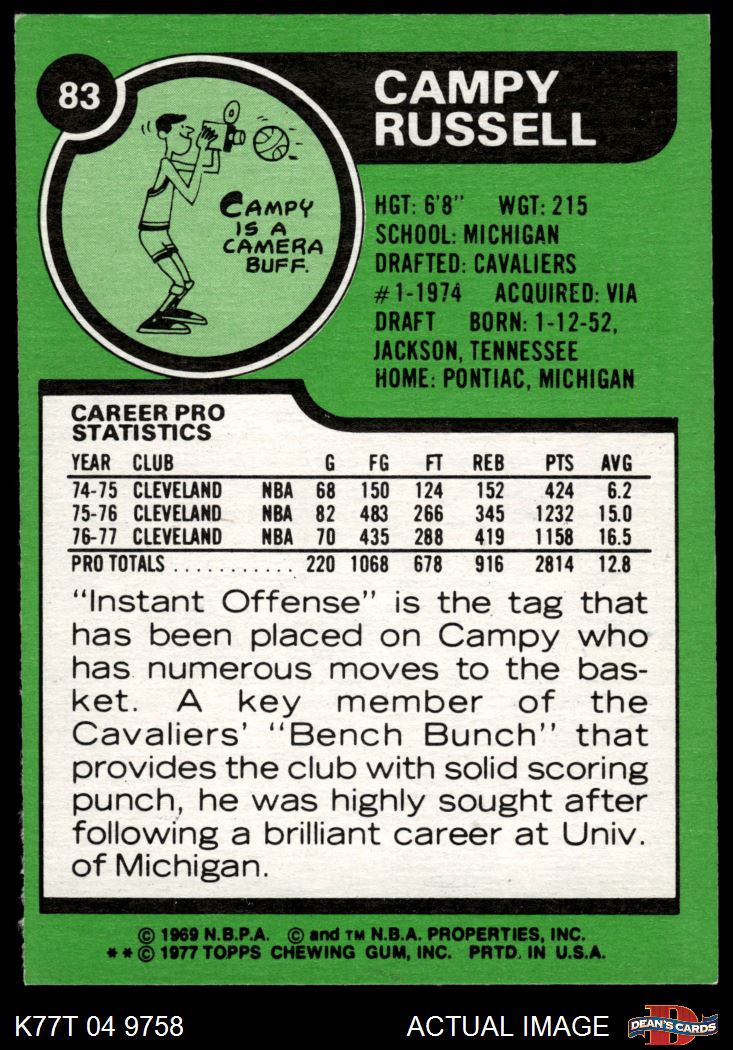 83
CAMPY
RUSSELL
CAMPY
IS A
CAMERA
BUFF.
HGT: 6'8" WGT: 215
SCHOOL: MICHIGAN
DRAFTED: CAVALIERS
#1-1974 ACQUIRED: VIA
DRAFT BORN: 1-12-52,
JACKSON, TENNESSEE
HOME: PONTIAC, MICHIGAN
CAREER PRO
STATISTICS
YEAR CLUB G FG FT REB PTS AVG
74-75 CLEVELAND NBA 68 150 124 152 424 6.2
75-76 CLEVELAND NBA 82 483 266 345 1232 15.0
76-77 CLEVELAND NBA 70 435 288 419 1158 16.5
PRO TOTALS . . . . . . . . . . . 220 1068 678 916 2814 12.8
"Instant Offense" is the tag that
has been placed on Campy who
has numerous moves to the bas-
ket. A key member of the
Cavaliers' "Bench Bunch" that
provides the club with solid scoring
punch, he was highly sought after
following a brilliant career at Univ.
of Michigan.
© 1969 N.B.P.A. © and TM N.B.A. PROPERTIES, INC.
**© 1977 TOPPS CHEWING GUM, INC. PRTD. IN U.S.A.
K77T 04 9758 ACTUAL IMAGE D DEAN'S CARDS